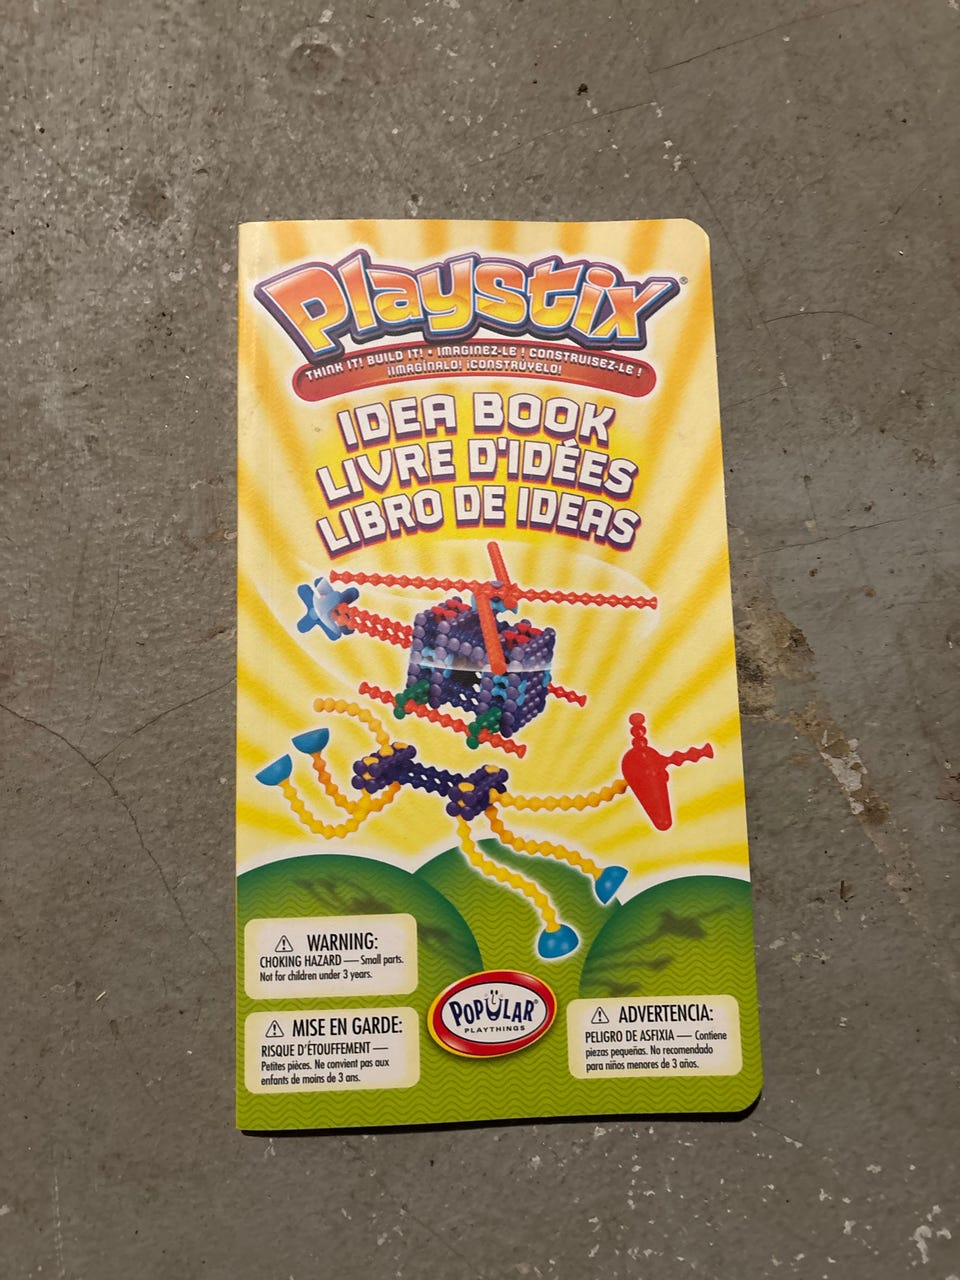 Playstix®
THINK IT! BUILD IT! • IMAGINEZ-LE ! CONSTRUISEZ-LE !
¡IMAGÍNALO! ¡CONSTRÚYELO!
IDEA BOOK
LIVRE D'IDÉES
LIBRO DE IDEAS
WARNING:
CHOKING HAZARD — Small parts.
Not for children under 3 years.
MISE EN GARDE:
RISQUE D'ÉTOUFFEMENT —
Petites pièces. Ne convient pas aux
enfants de moins de 3 ans.
POPULAR®
PLAYTHINGS
ADVERTENCIA:
PELIGRO DE ASFIXIA — Contiene
piezas pequeñas. No recomendado
para niños menores de 3 años.